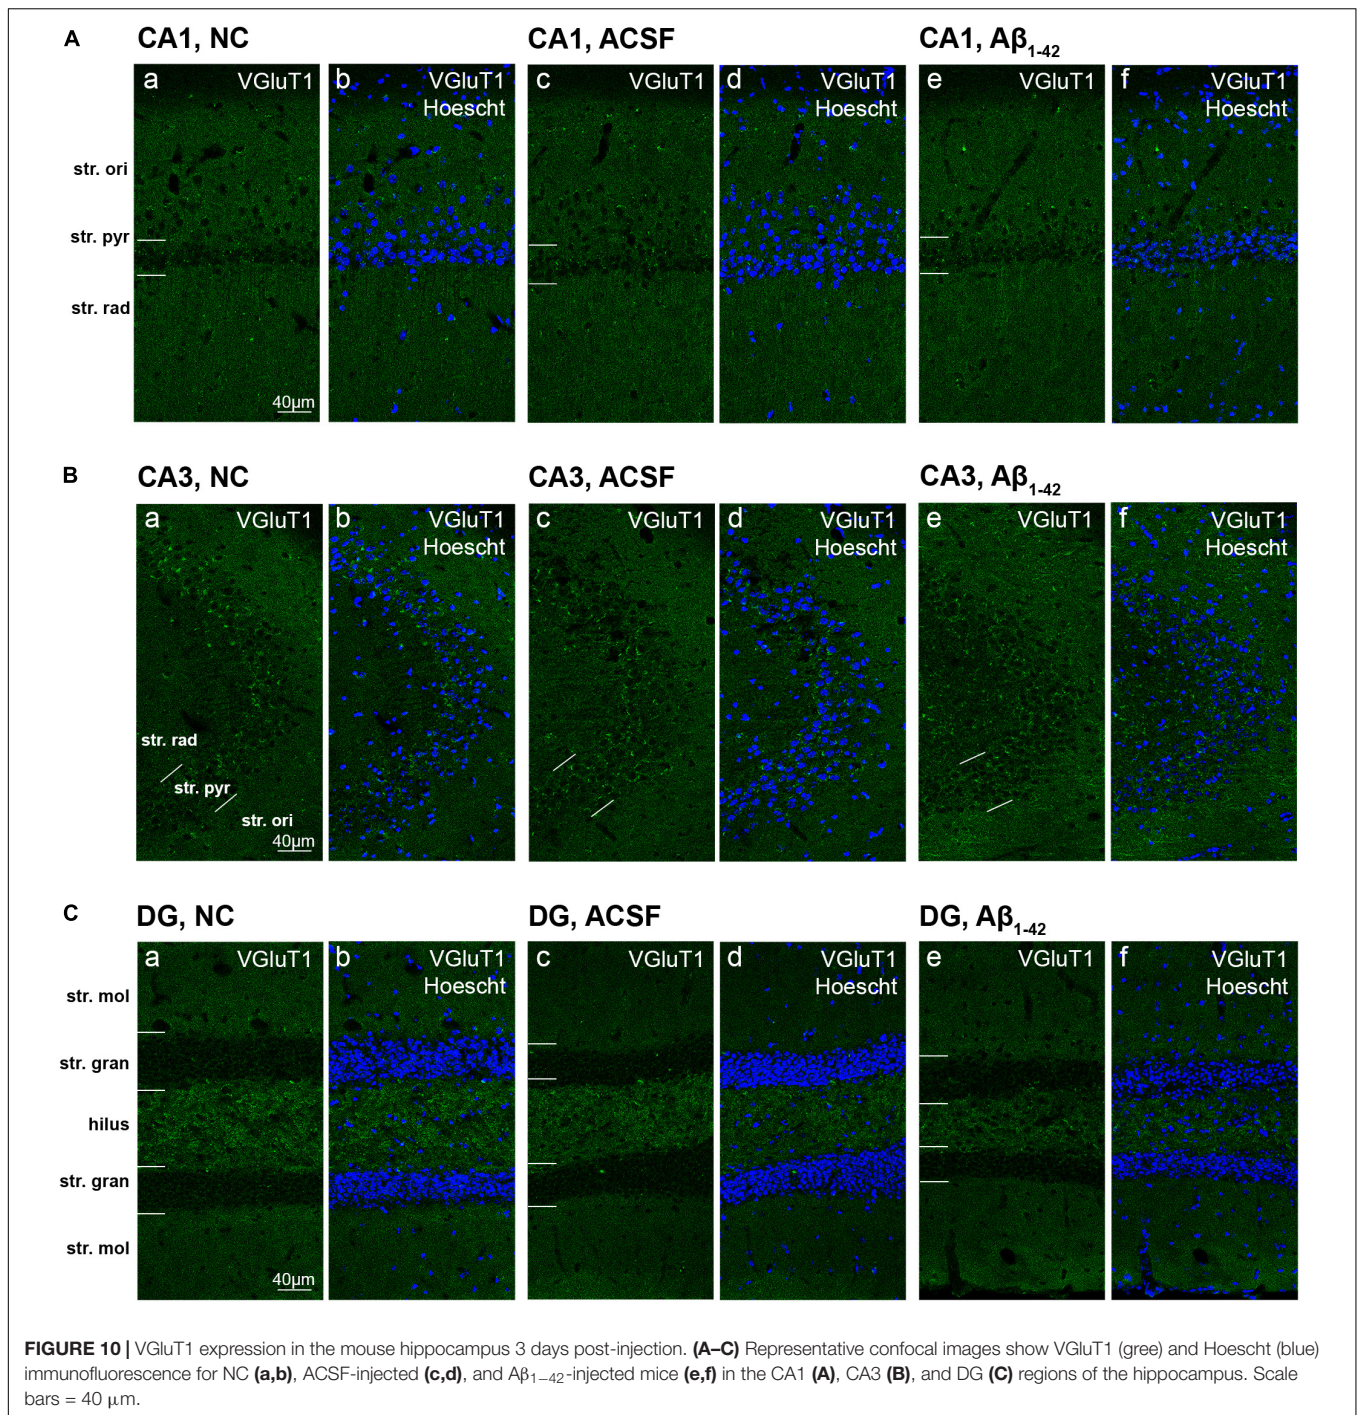 A
CA1, NC
CA1, ACSF
CA1, Aβ1-42
a VGluT1
b VGluT1
Hoescht
c VGluT1
d VGluT1
Hoescht
e VGluT1
f VGluT1
Hoescht
str. ori
str. pyr
str. rad
40µm
B
CA3, NC
CA3, ACSF
CA3, Aβ1-42
a VGluT1
b VGluT1
Hoescht
c VGluT1
d VGluT1
Hoescht
e VGluT1
f VGluT1
Hoescht
str. rad
str. pyr
str. ori
40µm
C
DG, NC
DG, ACSF
DG, Aβ1-42
a VGluT1
b VGluT1
Hoescht
c VGluT1
d VGluT1
Hoescht
e VGluT1
f VGluT1
Hoescht
str. mol
str. gran
hilus
str. gran
str. mol
40µm
FIGURE 10 | VGluT1 expression in the mouse hippocampus 3 days post-injection. (A–C) Representative confocal images show VGluT1 (gree) and Hoescht (blue)
immunofluorescence for NC (a,b), ACSF-injected (c,d), and Aβ1−42-injected mice (e,f) in the CA1 (A), CA3 (B), and DG (C) regions of the hippocampus. Scale
bars = 40 µm.